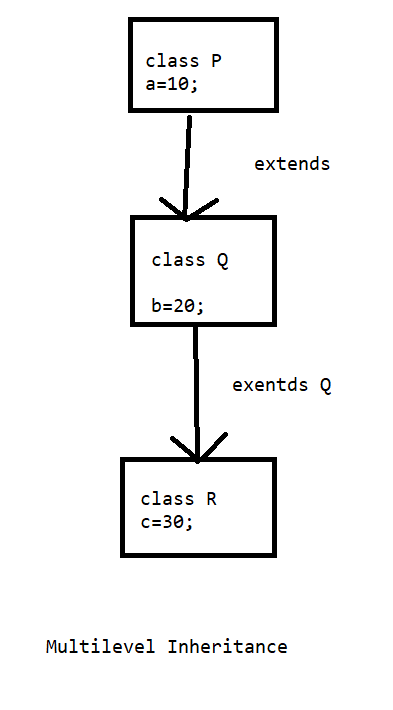 class P
a=10;
extends
class Q
b=20;
exentds Q
class R
c=30;
Multilevel Inheritance